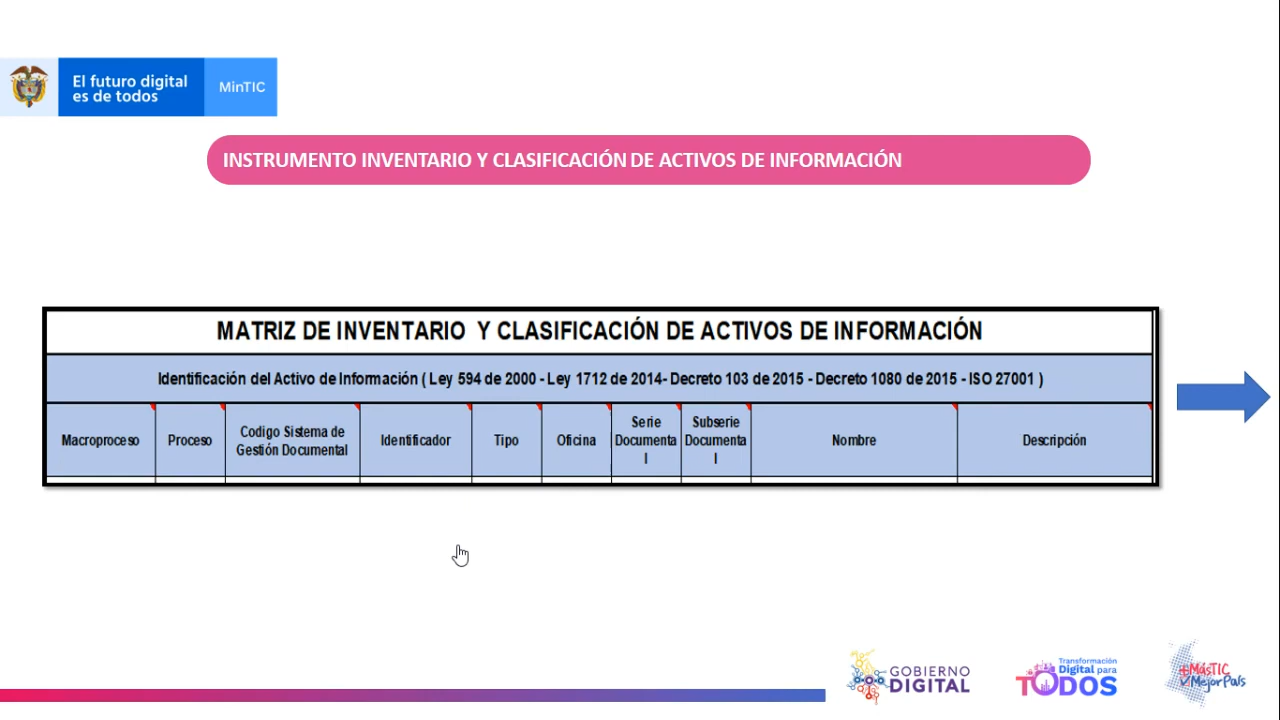 El futuro digital
es de todos
MinTIC
INSTRUMENTO INVENTARIO Y CLASIFICACIÓN DE ACTIVOS DE INFORMACIÓN
MATRIZ DE INVENTARIO Y CLASIFICACIÓN DE ACTIVOS DE INFORMACIÓN
Identificación del Activo de Información ( Ley 594 de 2000 - Ley 1712 de 2014- Decreto 103 de 2015 - Decreto 1080 de 2015 - ISO 27001 )
Macroproceso
Proceso
Codigo Sistema de
Gestión Documental
Identificador
Tipo
Oficina
Serie
Documenta
l
Subserie
Documenta
l
Nombre
Descripción
GOBIERNO
DIGITAL
Transformación
Digital para
TODOS
+MásTIC
✓MejorPaís